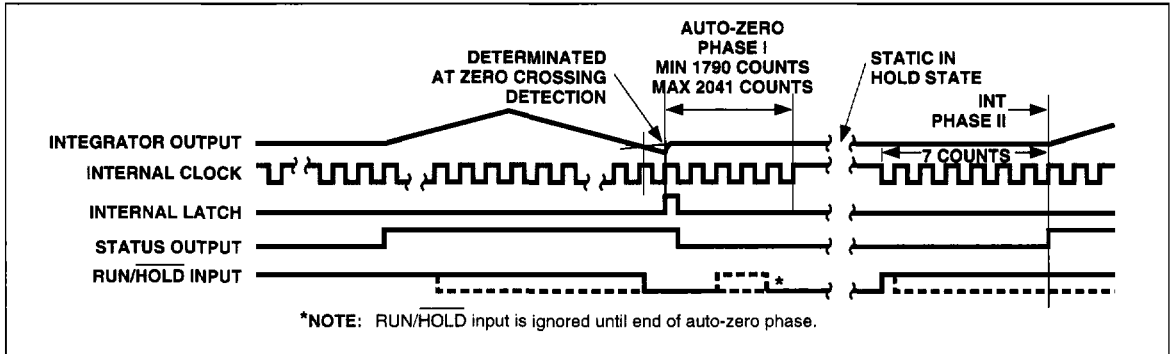 AUTO-ZERO
PHASE I
MIN 1790 COUNTS
MAX 2041 COUNTS
DETERMINATED
AT ZERO CROSSING
DETECTION
STATIC IN
HOLD STATE
INT
PHASE II
INTEGRATOR OUTPUT
7 COUNTS
INTERNAL CLOCK
INTERNAL LATCH
STATUS OUTPUT
RUN/HOLD INPUT
*
*NOTE: RUN/HOLD input is ignored until end of auto-zero phase.